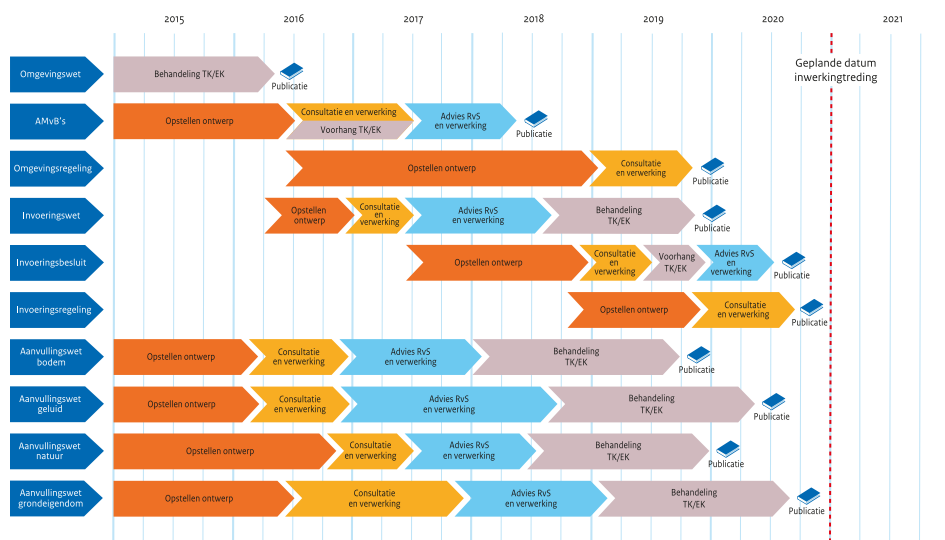 2015 2016 2017 2018 2019 2020 2021
Geplande datum
inwerkingtreding
Omgevingswet
Behandeling TK/EK
Publicatie
AMvB's
Opstellen ontwerp
Consultatie en verwerking
Voorhang TK/EK
Advies RvS
en verwerking
Publicatie
Omgevingsregeling
Opstellen ontwerp
Consultatie
en verwerking
Publicatie
Invoeringswet
Opstellen
ontwerp
Consultatie
en
verwerking
Advies RvS
en verwerking
Behandeling
TK/EK
Publicatie
Invoeringsbesluit
Opstellen ontwerp
Consultatie
en
verwerking
Voorhang
TK/EK
Advies RvS
en
verwerking
Publicatie
Invoeringsregeling
Opstellen ontwerp
Consultatie
en verwerking
Publicatie
Aanvullingswet
bodem
Opstellen ontwerp
Consultatie
en verwerking
Advies RvS
en verwerking
Behandeling
TK/EK
Publicatie
Aanvullingswet
geluid
Opstellen ontwerp
Consultatie
en verwerking
Advies RvS
en verwerking
Behandeling
TK/EK
Publicatie
Aanvullingswet
natuur
Opstellen ontwerp
Consultatie
en verwerking
Advies RvS
en verwerking
Behandeling
TK/EK
Publicatie
Aanvullingswet
grondeigendom
Opstellen ontwerp
Consultatie
en verwerking
Advies RvS
en verwerking
Behandeling
TK/EK
Publicatie